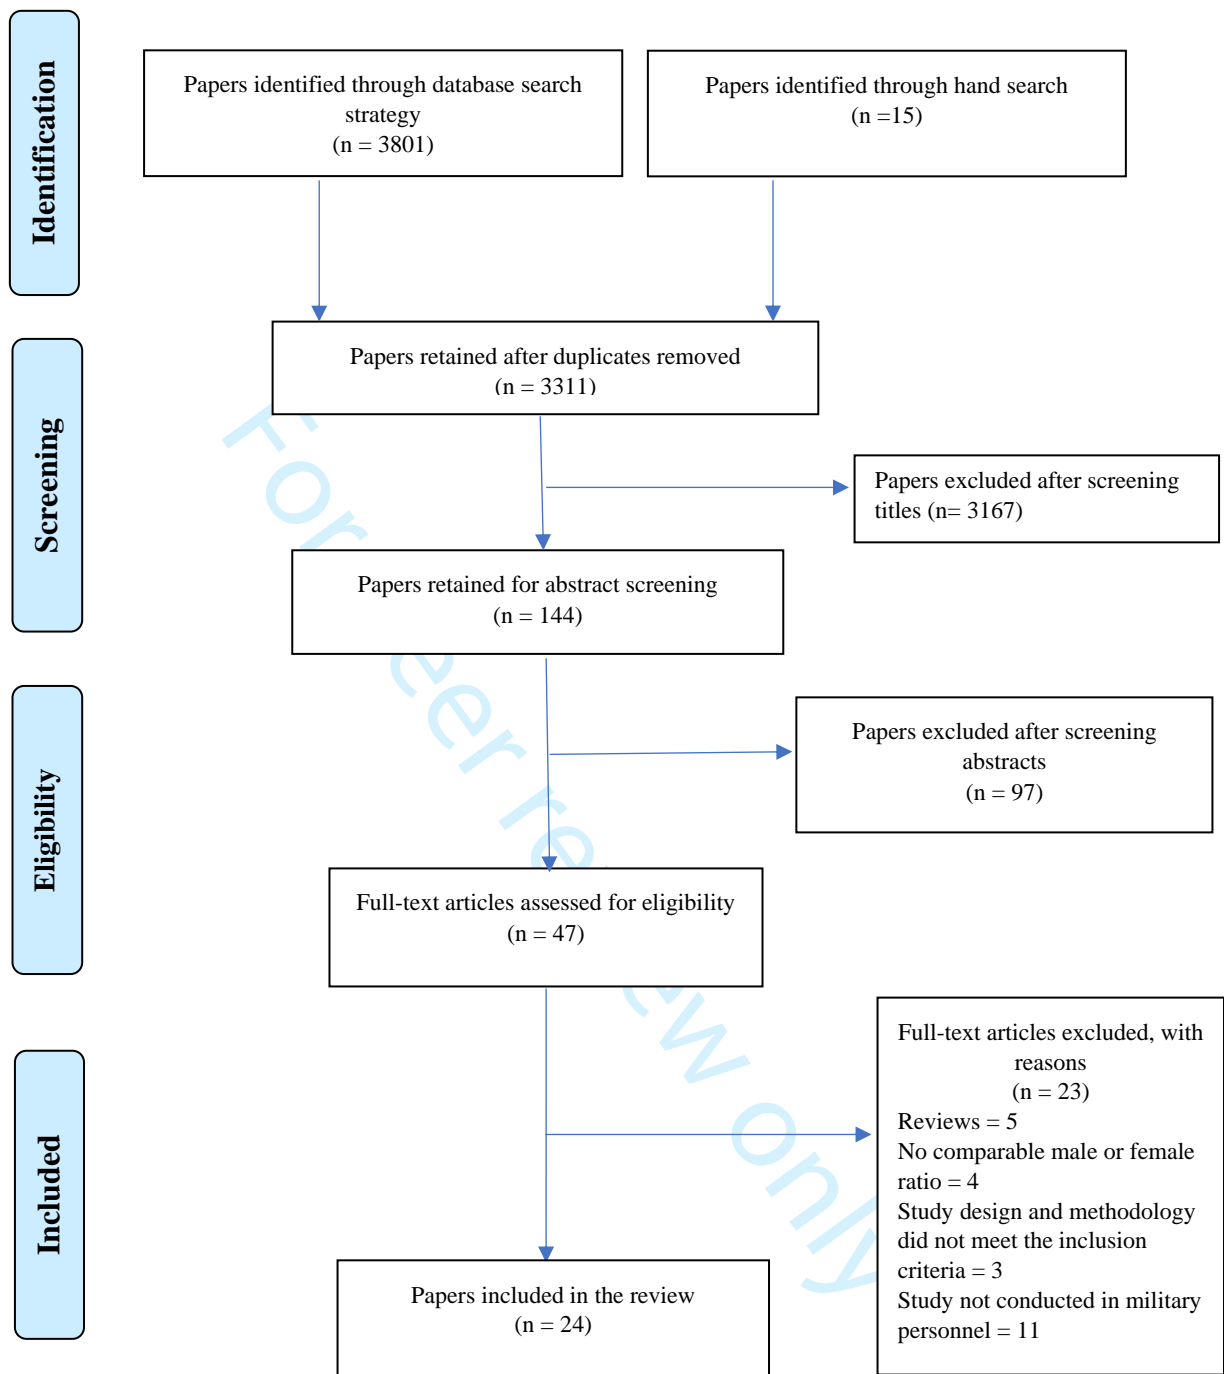 Identification
Papers identified through database search
strategy
(n = 3801)
Papers identified through hand search
(n =15)
Screening
Papers retained after duplicates removed
(n = 3311)
Papers excluded after screening
titles (n= 3167)
Papers retained for abstract screening
(n = 144)
Eligibility
Papers excluded after screening
abstracts
(n = 97)
Full-text articles assessed for eligibility
(n = 47)
Included
Full-text articles excluded, with
reasons
(n = 23)
Reviews = 5
No comparable male or female
ratio = 4
Study design and methodology
did not meet the inclusion
criteria = 3
Study not conducted in military
personnel = 11
Papers included in the review
(n = 24)
For peer review only